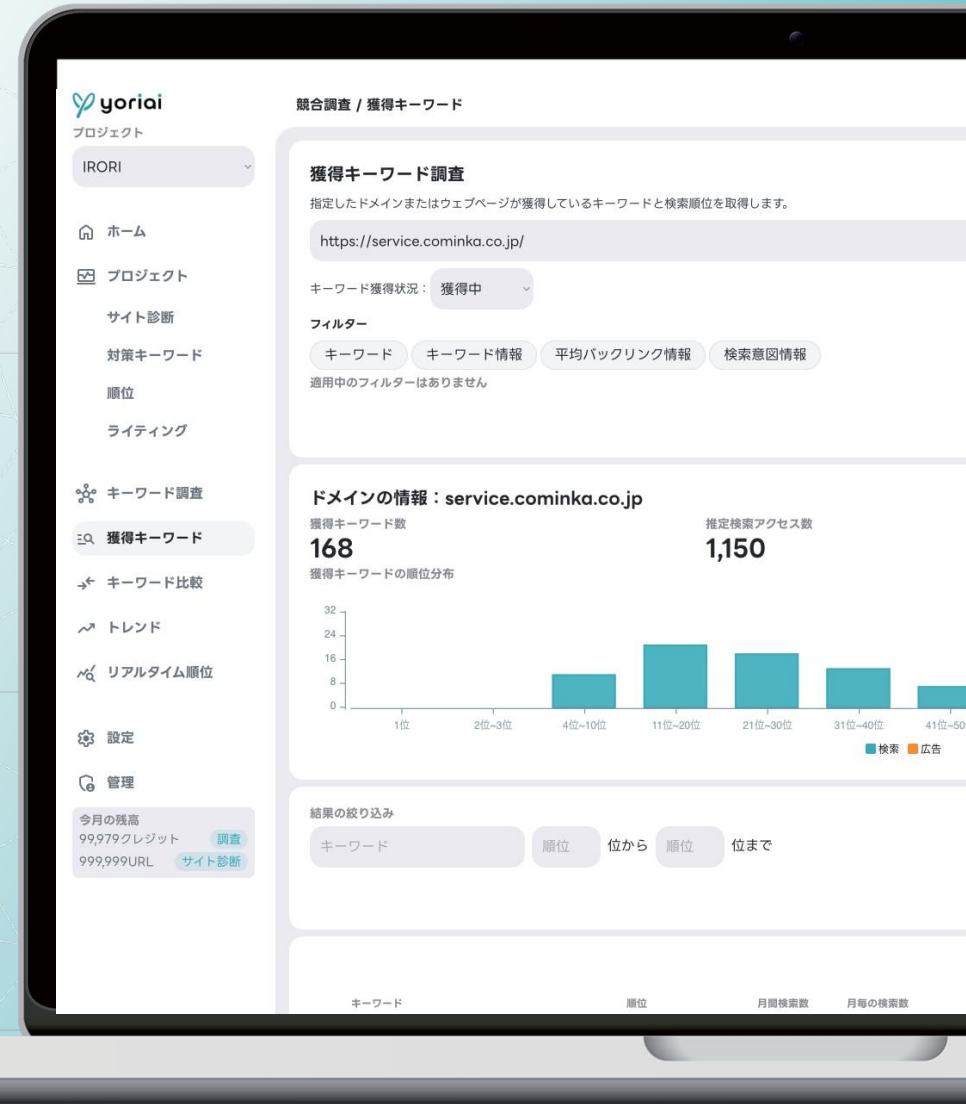 yoriai
プロジェクト
IRORI
ホーム
プロジェクト
サイト診断
対策キーワード
順位
ライティング
キーワード調査
獲得キーワード
キーワード比較
トレンド
リアルタイム順位
設定
管理
今月の残高
99,979クレジット 調査
999,999URL サイト診断
競合調査 / 獲得キーワード
獲得キーワード調査
指定したドメインまたはウェブページが獲得しているキーワードと検索順位を取得します。
https://service.cominka.co.jp/
キーワード獲得状況： 獲得中
フィルター
キーワード キーワード情報 平均バックリンク情報 検索意図情報
適用中のフィルターはありません
ドメインの情報：service.cominka.co.jp
獲得キーワード数 推定検索アクセス数
168 1,150
獲得キーワードの順位分布
32
24
16
8
0
1位 2位~3位 4位~10位 11位~20位 21位~30位 31位~40位 41位~50
検索 広告
結果の絞り込み
キーワード 順位 位から 順位 位まで
キーワード 順位 月間検索数 月毎の検索数